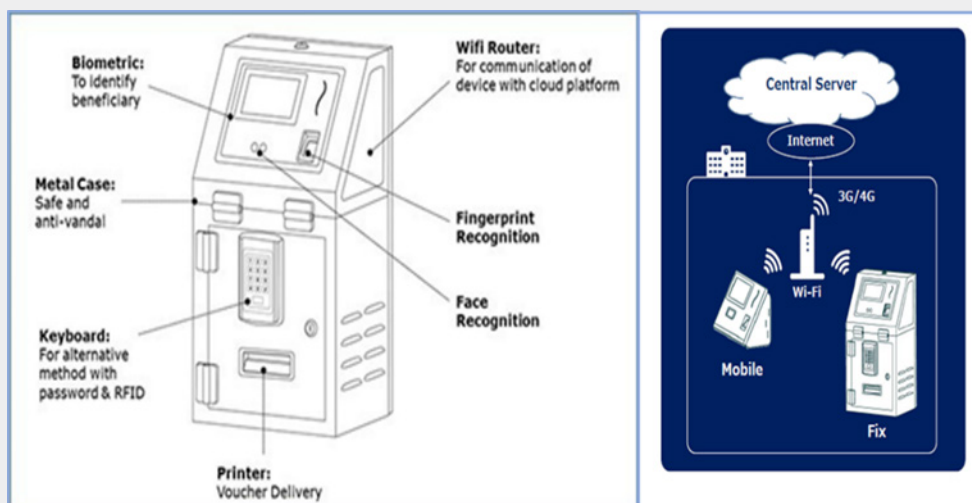 Biometric:
To identify
beneficiary
Wifi Router:
For communication of
device with cloud platform
Metal Case:
Safe and
anti-vandal
Fingerprint
Recognition
Face
Recognition
Keyboard:
For alternative
method with
password & RFID
Printer:
Voucher Delivery
Central Server
Internet
3G/4G
Wi-Fi
Mobile
Fix